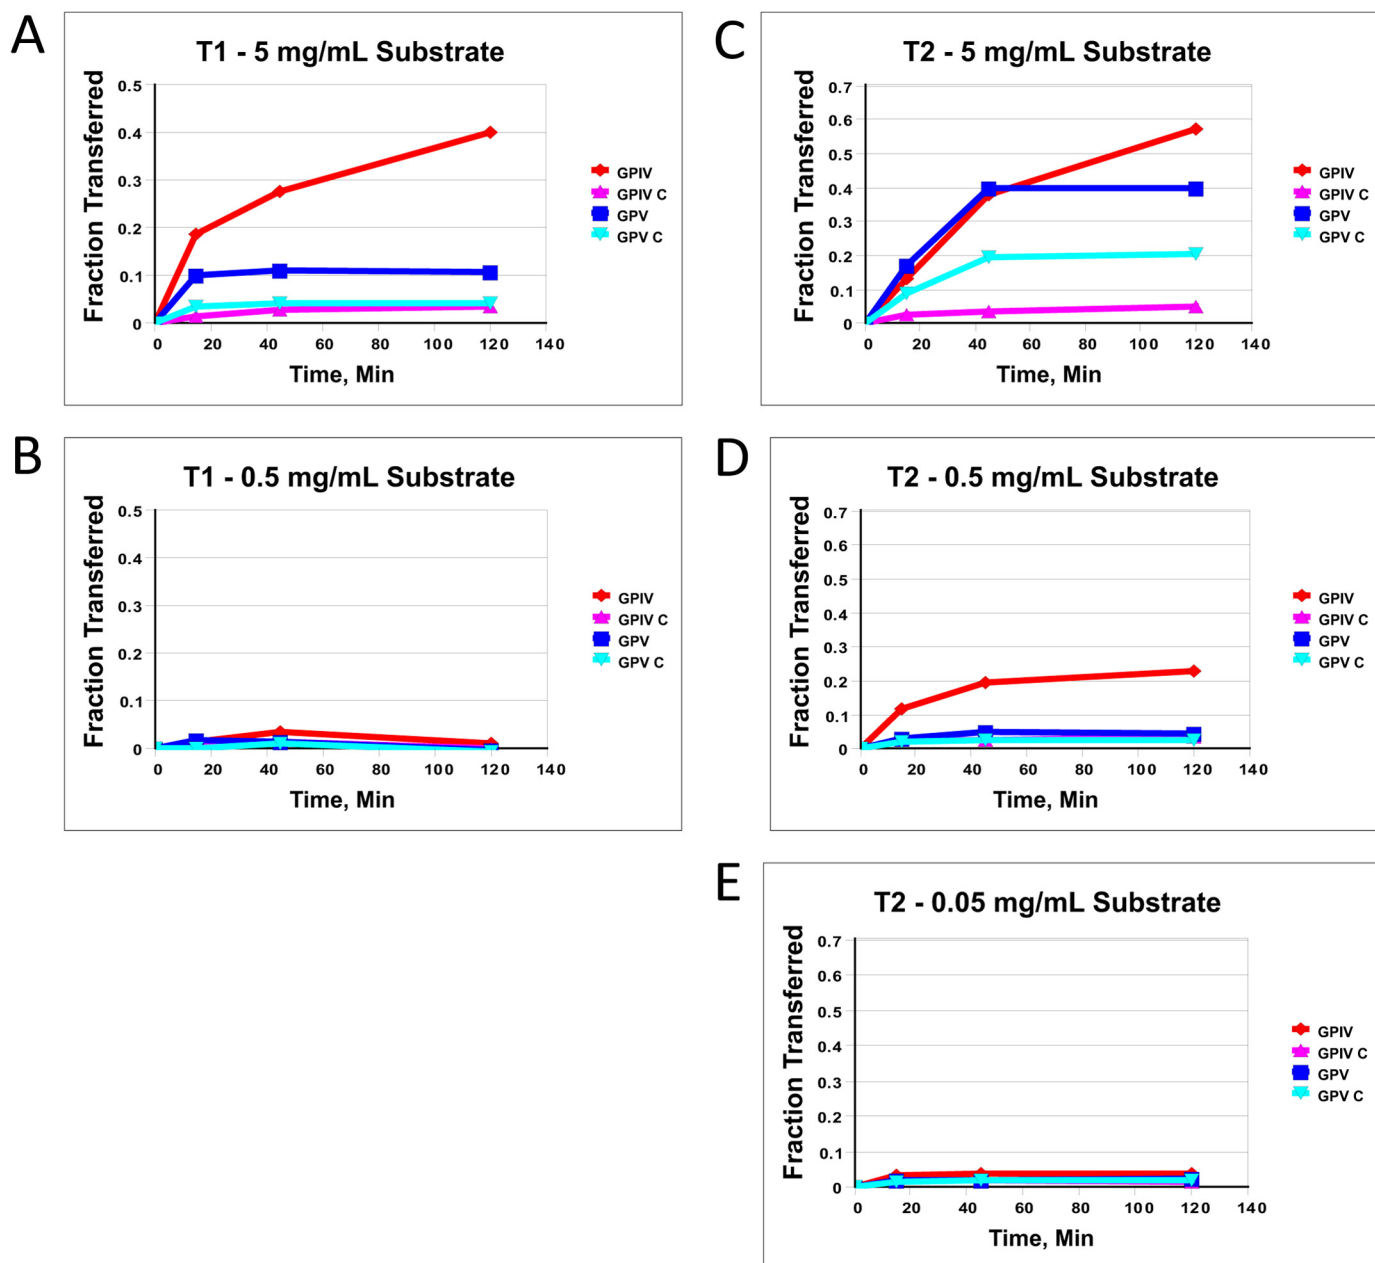 A
T1 - 5 mg/mL Substrate
Fraction Transferred
0.5
0.4
0.3
0.2
0.1
0
0 20 40 60 80 100 120 140
Time, Min
GPIV
GPIV C
GPV
GPV C
C
T2 - 5 mg/mL Substrate
Fraction Transferred
0.7
0.6
0.5
0.4
0.3
0.2
0.1
0
0 20 40 60 80 100 120 140
Time, Min
GPIV
GPIV C
GPV
GPV C
B
T1 - 0.5 mg/mL Substrate
Fraction Transferred
0.5
0.4
0.3
0.2
0.1
0
0 20 40 60 80 100 120 140
Time, Min
GPIV
GPIV C
GPV
GPV C
D
T2 - 0.5 mg/mL Substrate
Fraction Transferred
0.7
0.6
0.5
0.4
0.3
0.2
0.1
0
0 20 40 60 80 100 120 140
Time, Min
GPIV
GPIV C
GPV
GPV C
E
T2 - 0.05 mg/mL Substrate
Fraction Transferred
0.7
0.6
0.5
0.4
0.3
0.2
0.1
0
0 20 40 60 80 100 120 140
Time, Min
GPIV
GPIV C
GPV
GPV C